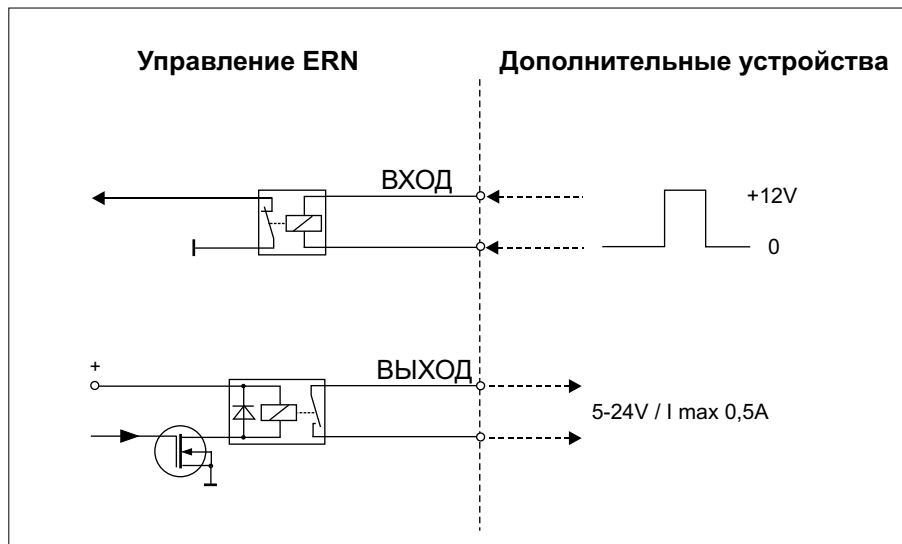 Управление ERN
Дополнительные устройства
ВХОД
+12V
0
+
ВЫХОД
5-24V / I max 0,5A